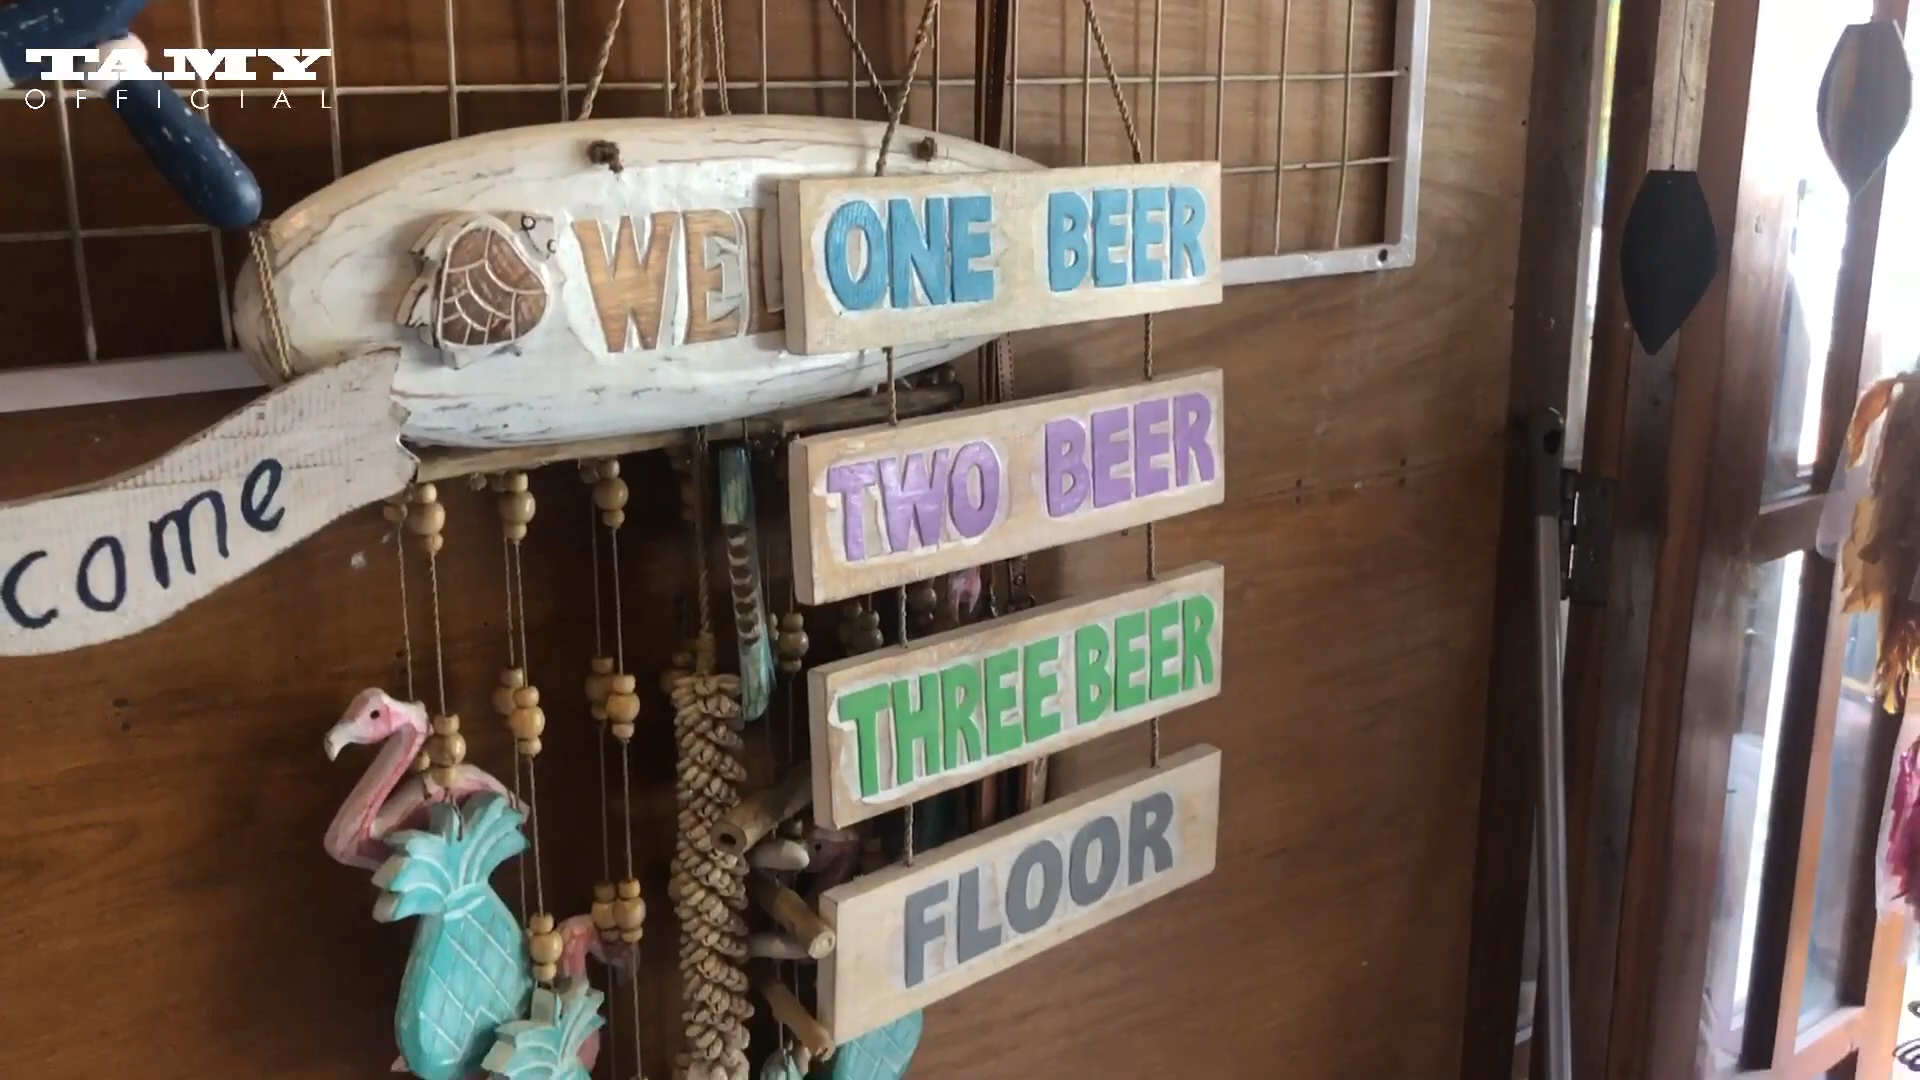 TAMY
OFFICIAL
WEL
come
ONE BEER
TWO BEER
THREE BEER
FLOOR